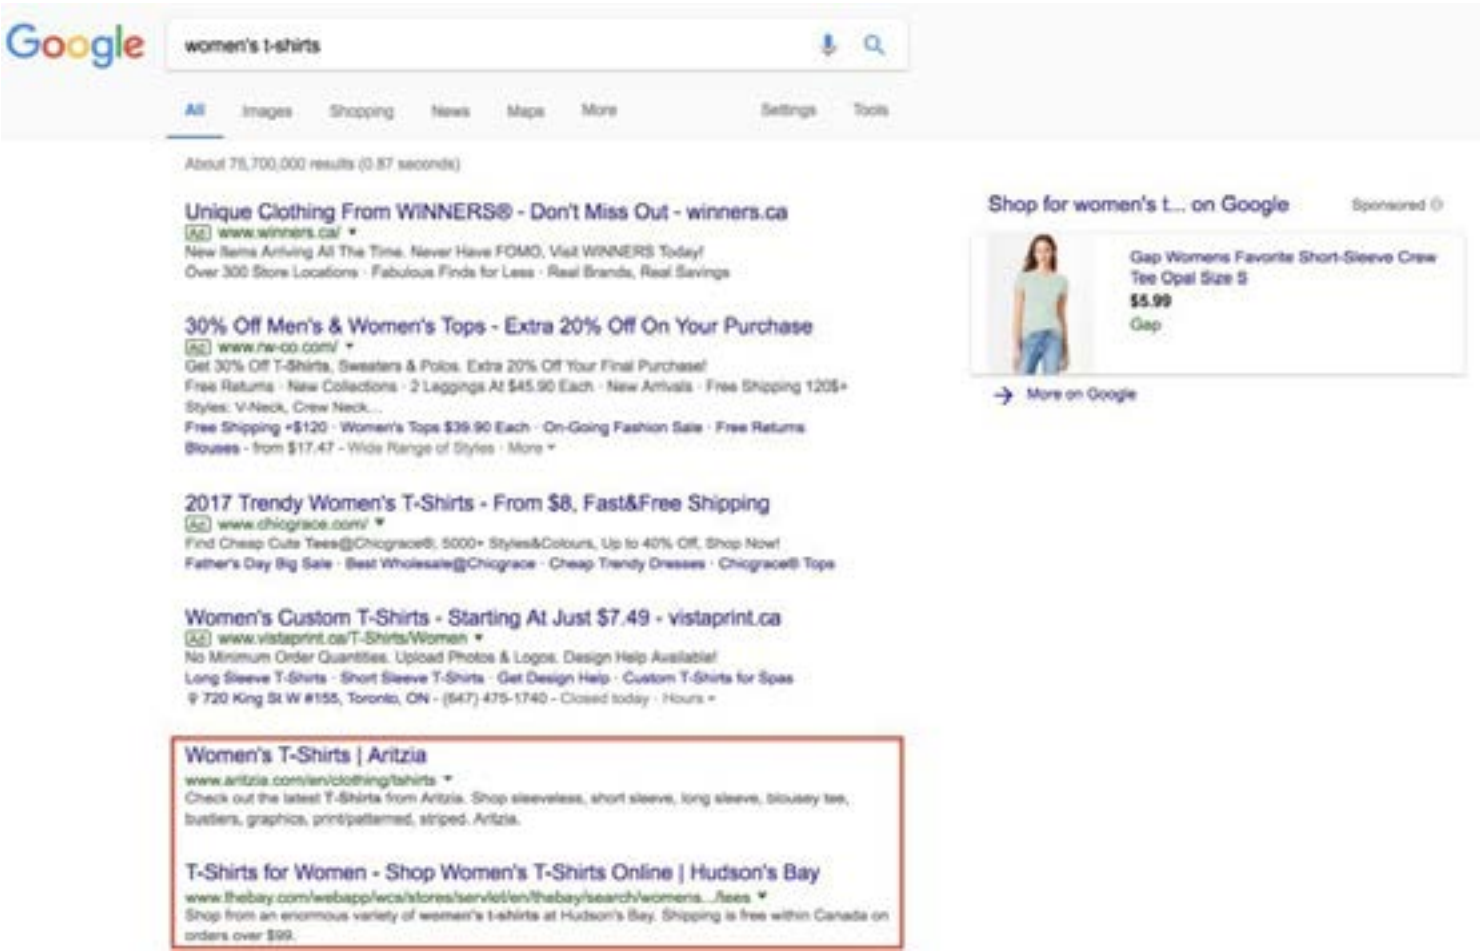 Google
women's t-shirts
All Images Shopping News Maps More Settings Tools
About 75,700,000 results (0.87 seconds)
Unique Clothing From WINNERS® - Don't Miss Out - winners.ca
Ad www.winners.ca/
New Items Arriving All The Time. Never Have FOMO, Visit WINNERS Today!
Over 300 Store Locations · Fabulous Finds for Less · Real Brands, Real Savings
30% Off Men's & Women's Tops - Extra 20% Off On Your Purchase
Ad www.rw-co.com/
Get 30% Off T-Shirts, Sweaters & Polos. Extra 20% Off Your Final Purchase!
Free Returns · New Collections · 2 Leggings At $45.90 Each · New Arrivals · Free Shipping 120$+
Styles: V-Neck, Crew Neck...
Free Shipping +$120 · Women's Tops $39.90 Each · On-Going Fashion Sale · Free Returns
Blouses - from $17.47 - Wide Range of Styles · More
2017 Trendy Women's T-Shirts - From $8, Fast&Free Shipping
Ad www.chicgrace.com/
Find Cheap Cute Tees@Chicgrace®, 5000+ Styles&Colours, Up to 40% Off, Shop Now!
Father's Day Big Sale · Best Wholesale@Chicgrace · Cheap Trendy Dresses · Chicgrace® Tops
Women's Custom T-Shirts - Starting At Just $7.49 - vistaprint.ca
Ad www.vistaprint.ca/T-Shirts/Women
No Minimum Order Quantities. Upload Photos & Logos. Design Help Available!
Long Sleeve T-Shirts · Short Sleeve T-Shirts · Get Design Help · Custom T-Shirts for Spas
720 King St W #155, Toronto, ON - (647) 475-1740 - Closed today · Hours
Women's T-Shirts | Aritzia
www.aritzia.com/en/clothing/tshirts
Check out the latest T-Shirts from Aritzia. Shop sleeveless, short sleeve, long sleeve, blousey tee,
bustiers, graphics, print/patterned, striped. Aritzia.
T-Shirts for Women - Shop Women's T-Shirts Online | Hudson's Bay
www.thebay.com/webapp/wcs/stores/servlet/en/thebay/search/womens.../tees
Shop from an enormous variety of women's t-shirts at Hudson's Bay. Shipping is free within Canada on
orders over $99.
Shop for women's t... on Google Sponsored
Gap Womens Favorite Short-Sleeve Crew
Tee Opal Size S
$5.99
Gap
More on Google